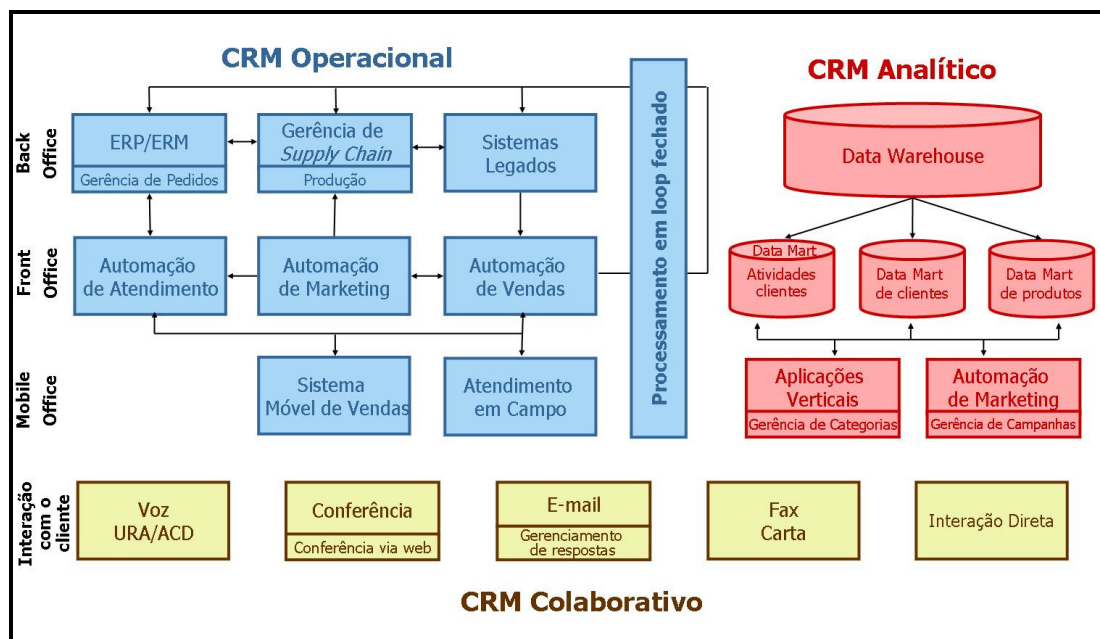 CRM Operacional
CRM Analítico
Back
Office
ERP/ERM
Gerência de Pedidos
Gerência de
Supply Chain
Produção
Sistemas
Legados
Processamento em loop fechado
Data Warehouse
Front
Office
Automação
de Atendimento
Automação
de Marketing
Automação
de Vendas
Data Mart
Atividades
clientes
Data Mart
de clientes
Data Mart
de produtos
Mobile
Office
Sistema
Móvel de Vendas
Atendimento
em Campo
Aplicações
Verticais
Gerência de Categorias
Automação
de Marketing
Gerência de Campanhas
Interação
com o
cliente
Voz
URA/ACD
Conferência
Conferência via web
E-mail
Gerenciamento
de respostas
Fax
Carta
Interação Direta
CRM Colaborativo